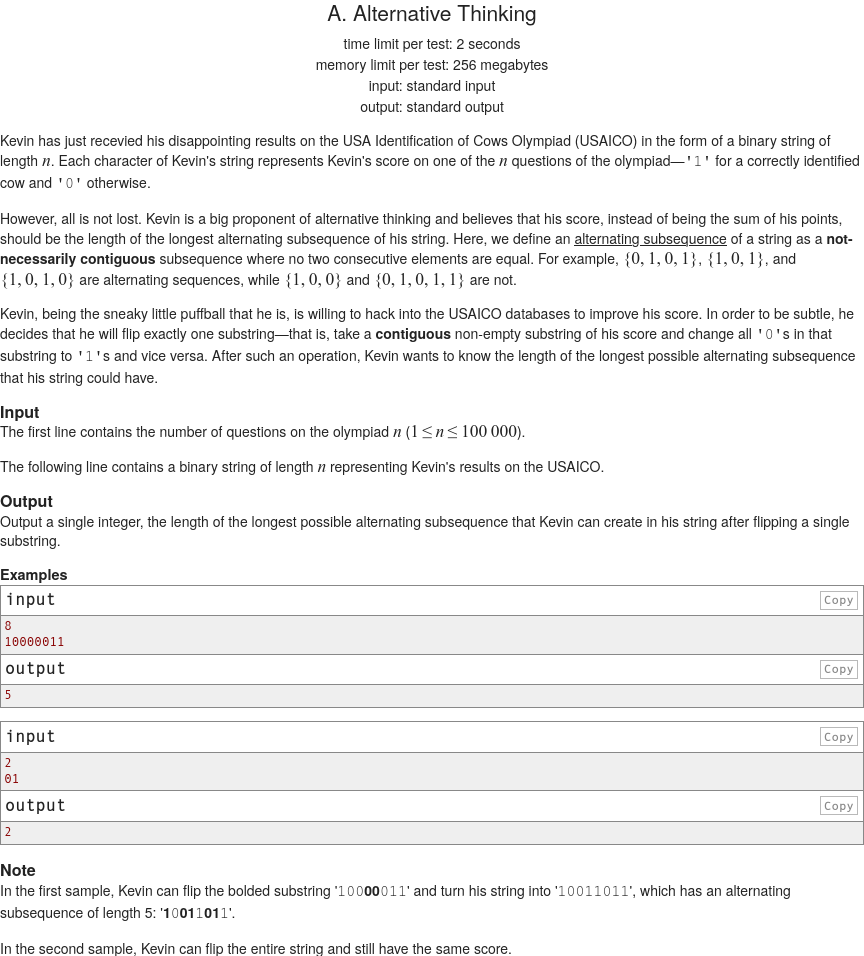 A. Alternative Thinking
time limit per test: 2 seconds
memory limit per test: 256 megabytes
input: standard input
output: standard output
Kevin has just recevied his disappointing results on the USA Identification of Cows Olympiad (USAICO) in the form of a binary string of
length n. Each character of Kevin's string represents Kevin's score on one of the n questions of the olympiad—'1' for a correctly identified
cow and '0' otherwise.
However, all is not lost. Kevin is a big proponent of alternative thinking and believes that his score, instead of being the sum of his points,
should be the length of the longest alternating subsequence of his string. Here, we define an alternating subsequence of a string as a not-
necessarily contiguous subsequence where no two consecutive elements are equal. For example, {0, 1, 0, 1}, {1, 0, 1}, and
{1, 0, 1, 0} are alternating sequences, while {1, 0, 0} and {0, 1, 0, 1, 1} are not.
Kevin, being the sneaky little puffball that he is, is willing to hack into the USAICO databases to improve his score. In order to be subtle, he
decides that he will flip exactly one substring—that is, take a contiguous non-empty substring of his score and change all '0's in that
substring to '1's and vice versa. After such an operation, Kevin wants to know the length of the longest possible alternating subsequence
that his string could have.
Input
The first line contains the number of questions on the olympiad n (1 ≤ n ≤ 100 000).
The following line contains a binary string of length n representing Kevin's results on the USAICO.
Output
Output a single integer, the length of the longest possible alternating subsequence that Kevin can create in his string after flipping a single
substring.
Examples
input Copy
8
10000011
output Copy
5
input Copy
2
01
output Copy
2
Note
In the first sample, Kevin can flip the bolded substring '10000011' and turn his string into '10011011', which has an alternating
subsequence of length 5: '10011011'.
In the second sample, Kevin can flip the entire string and still have the same score.